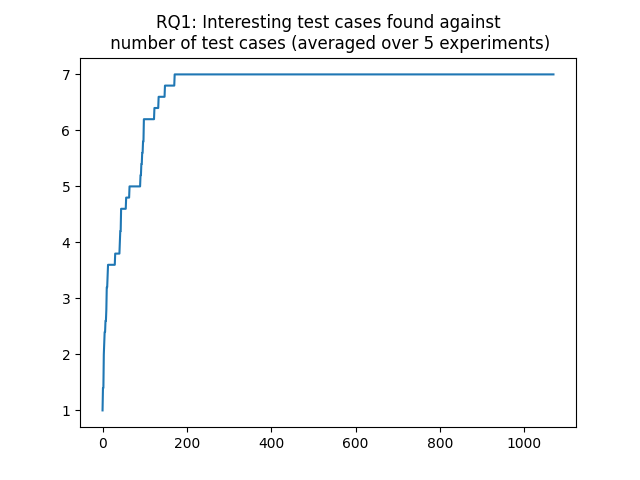 RQ1: Interesting test cases found against
number of test cases (averaged over 5 experiments)
7
6
5
4
3
2
1
0 200 400 600 800 1000